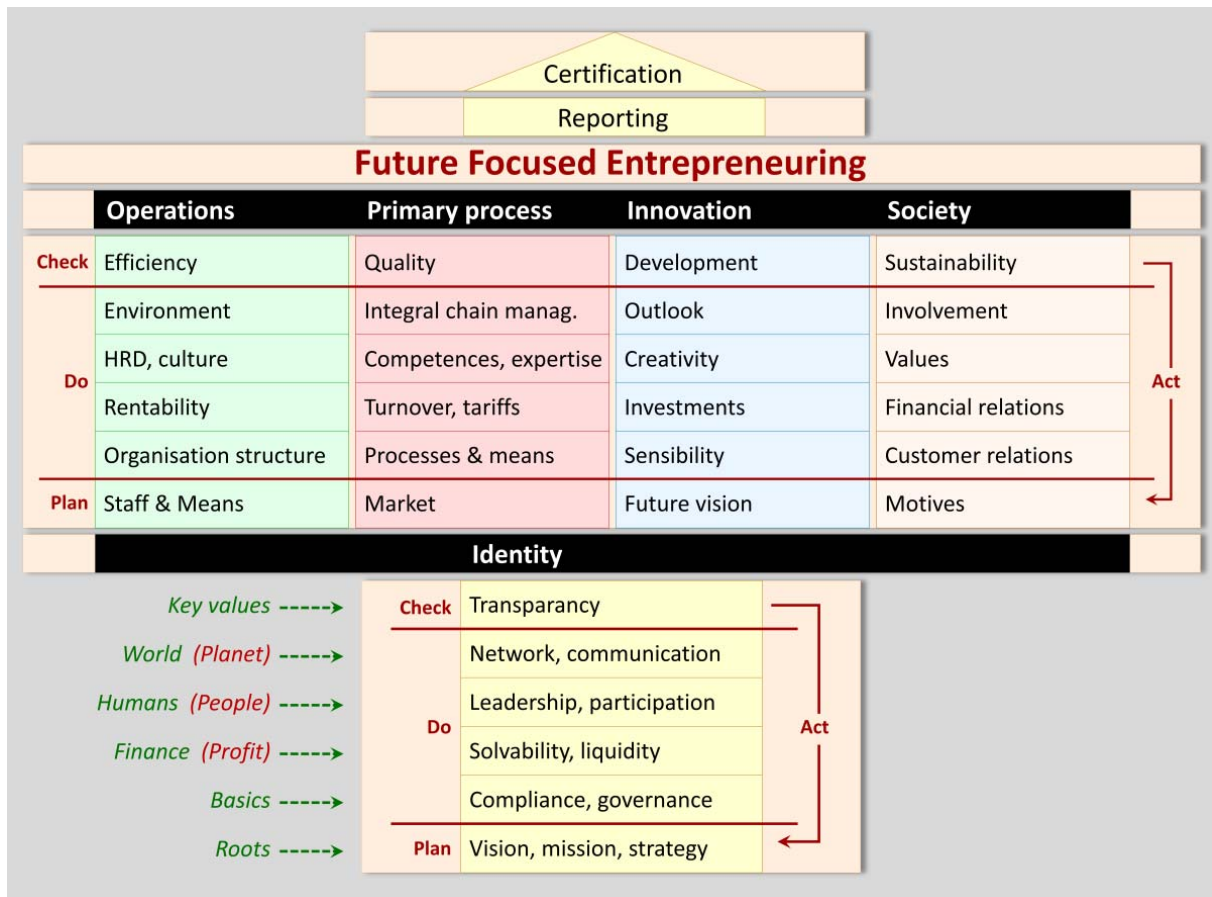 Certification
Reporting
Future Focused Entrepreneuring
Operations Primary process Innovation Society
Check Efficiency Quality Development Sustainability
Environment Integral chain manag. Outlook Involvement
HRD, culture Competences, expertise Creativity Values
Do Act
Rentability Turnover, tariffs Investments Financial relations
Organisation structure Processes & means Sensibility Customer relations
Plan Staff & Means Market Future vision Motives
Identity
Key values Check Transparancy
World (Planet) Network, communication
Humans (People) Leadership, participation
Do Act
Finance (Profit) Solvability, liquidity
Basics Compliance, governance
Roots Plan Vision, mission, strategy